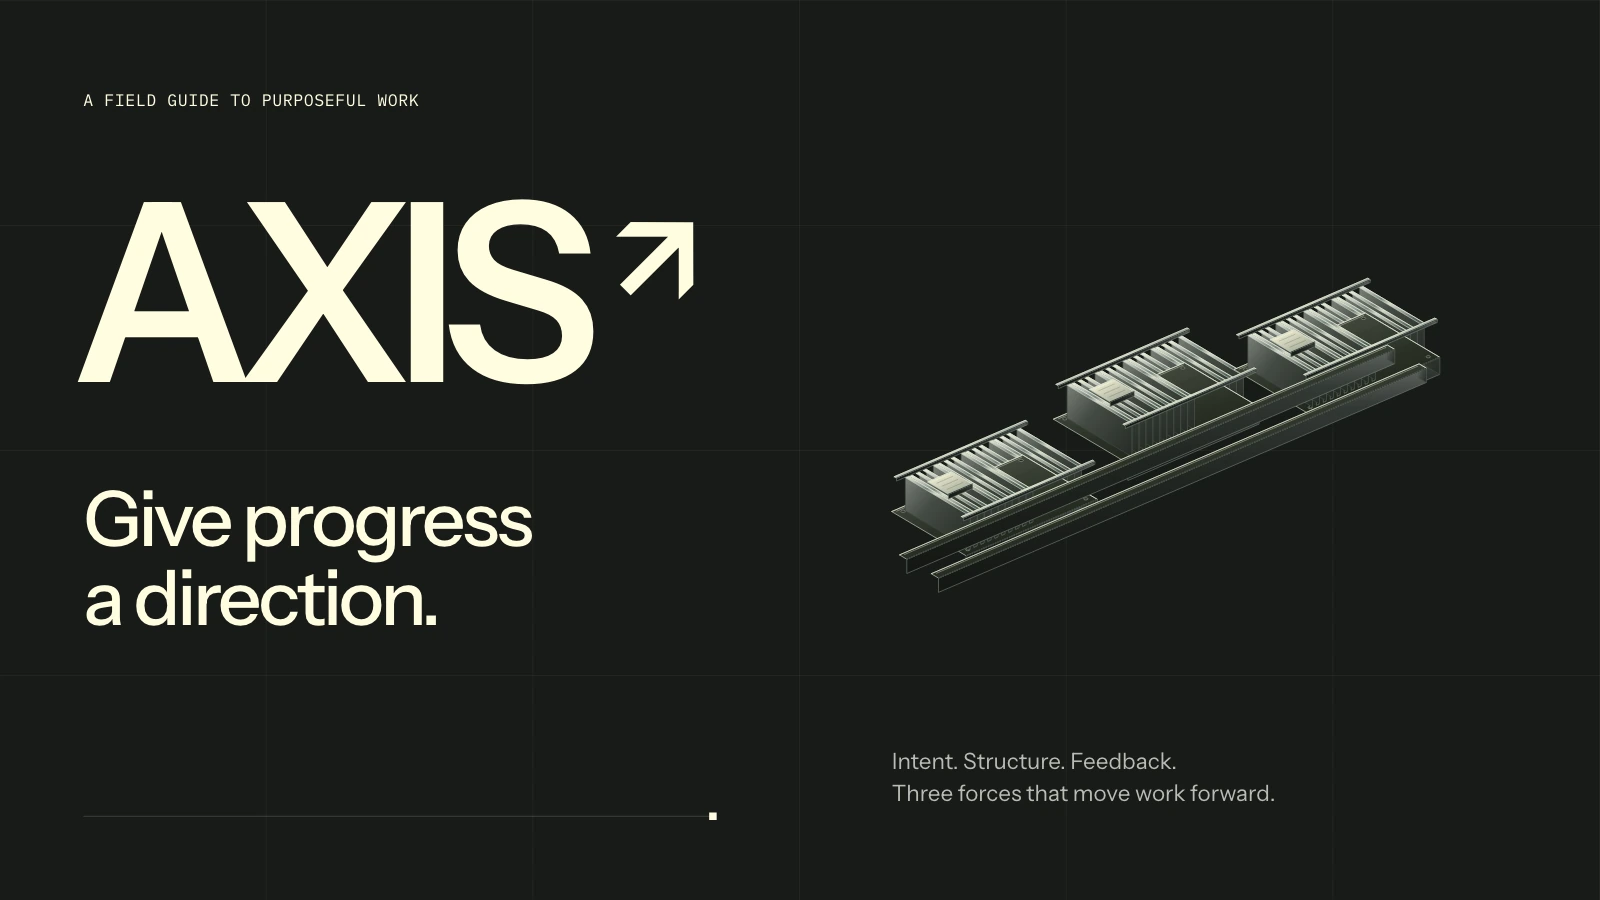 A FIELD GUIDE TO PURPOSEFUL WORK
AXIS
Give progress
a direction.
Intent. Structure. Feedback.
Three forces that move work forward.